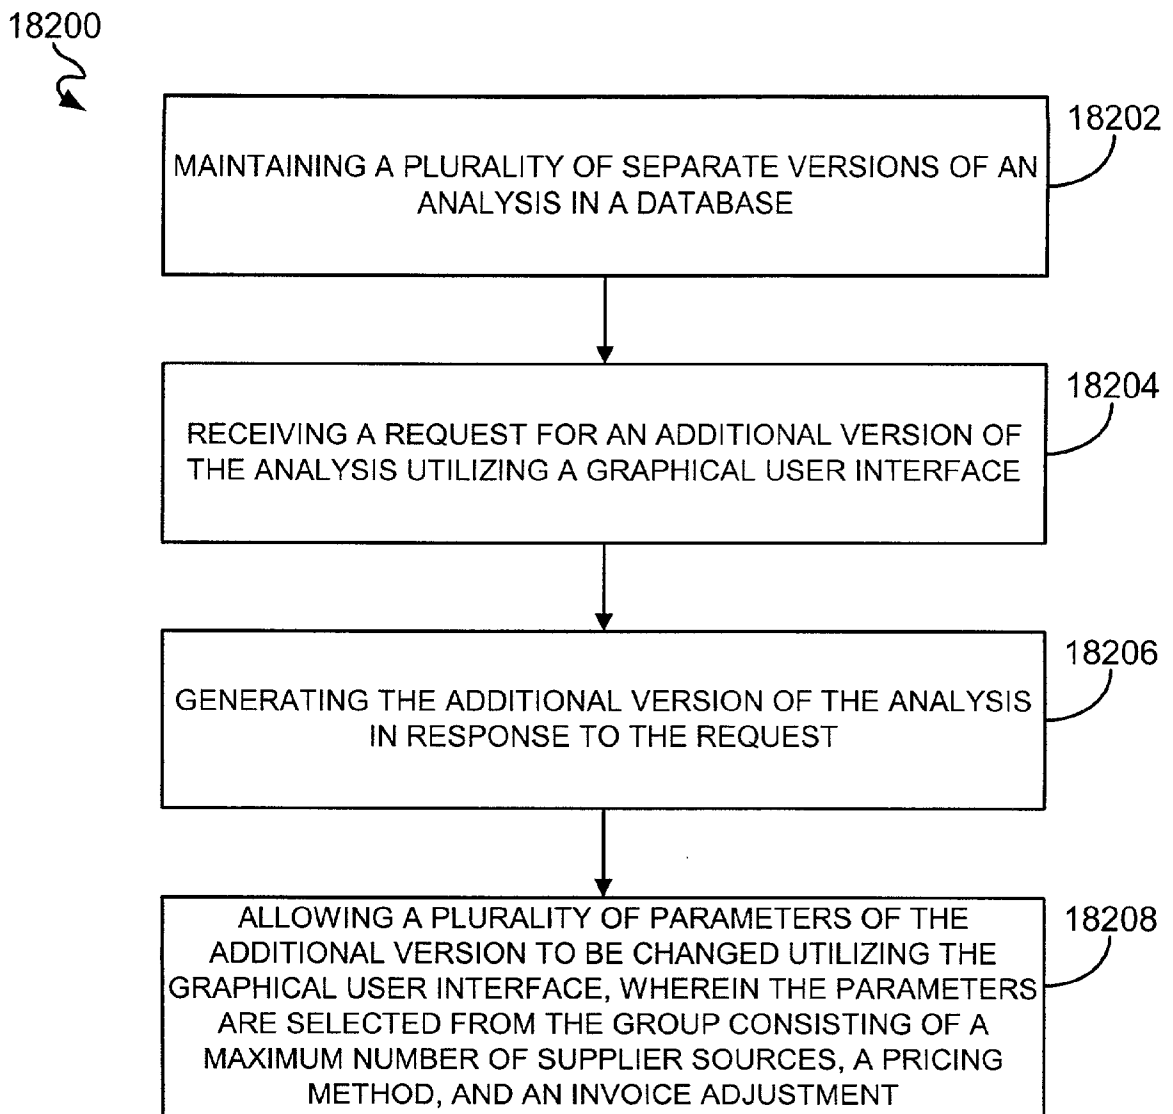 18200
18202
MAINTAINING A PLURALITY OF SEPARATE VERSIONS OF AN
ANALYSIS IN A DATABASE
18204
RECEIVING A REQUEST FOR AN ADDITIONAL VERSION OF
THE ANALYSIS UTILIZING A GRAPHICAL USER INTERFACE
18206
GENERATING THE ADDITIONAL VERSION OF THE ANALYSIS
IN RESPONSE TO THE REQUEST
18208
ALLOWING A PLURALITY OF PARAMETERS OF THE
ADDITIONAL VERSION TO BE CHANGED UTILIZING THE
GRAPHICAL USER INTERFACE, WHEREIN THE PARAMETERS
ARE SELECTED FROM THE GROUP CONSISTING OF A
MAXIMUM NUMBER OF SUPPLIER SOURCES, A PRICING
METHOD, AND AN INVOICE ADJUSTMENT